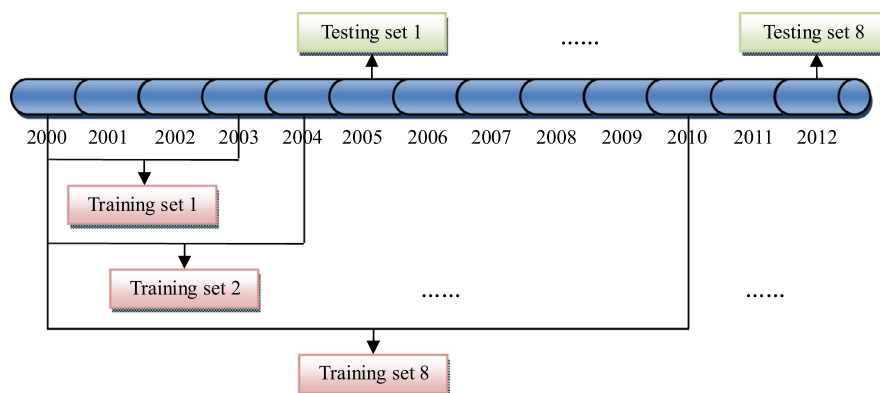 Testing set 1
......
Testing set 8
2000 2001 2002 2003 2004 2005 2006 2007 2008 2009 2010 2011 2012
Training set 1
Training set 2
......
......
Training set 8